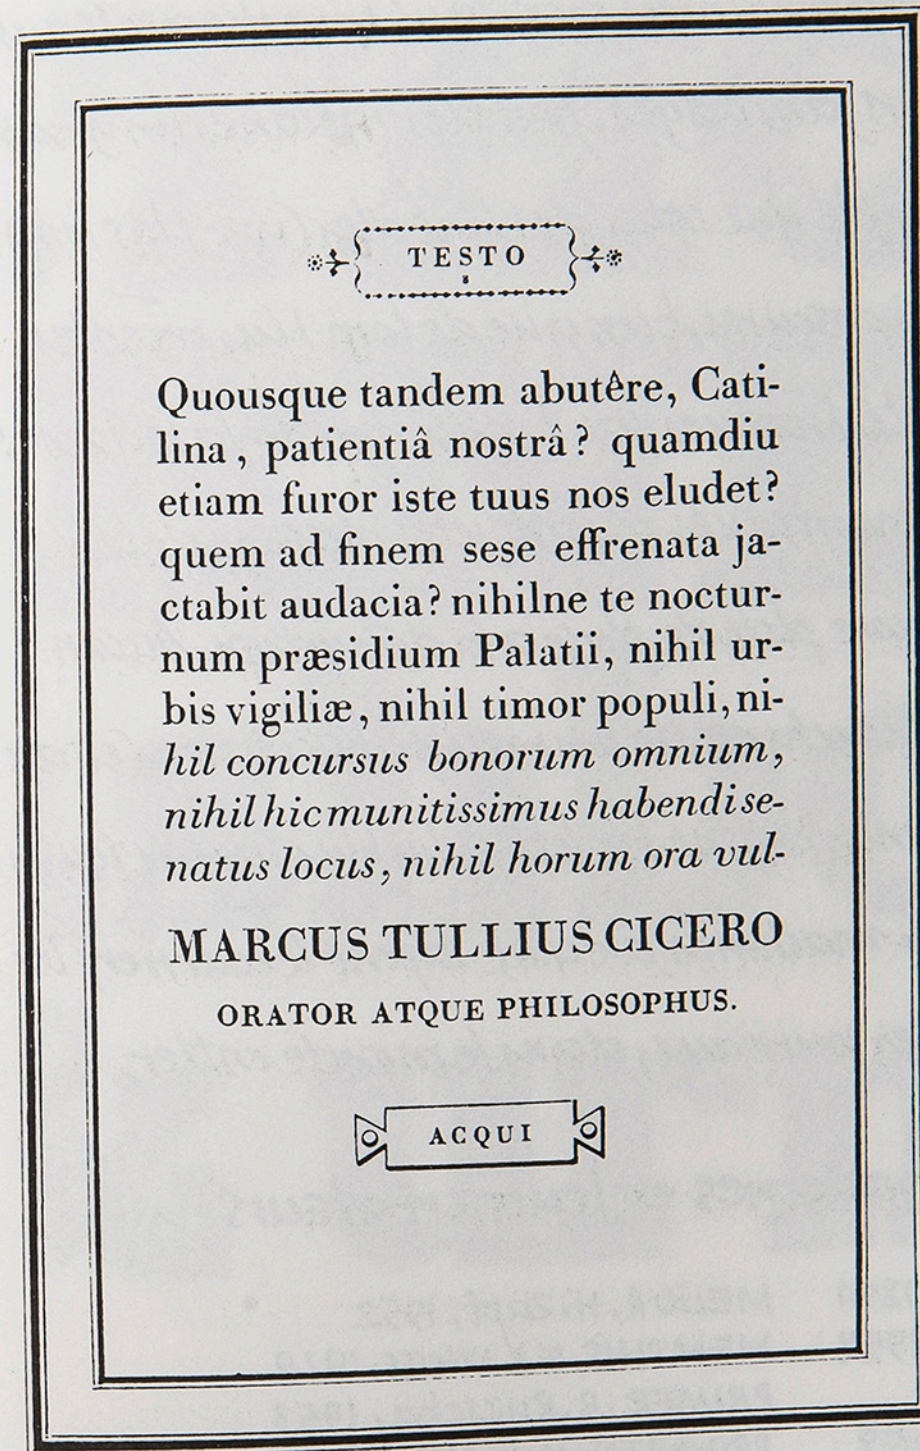 TESTO
8
Quousque tandem abutêre, Cati-
lina, patientiâ nostrâ? quamdiu
etiam furor iste tuus nos eludet?
quem ad finem sese effrenata ja-
ctabit audacia? nihilne te noctur-
num præsidium Palatii, nihil ur-
bis vigiliæ, nihil timor populi, ni-
hil concursus bonorum omnium,
nihil hic munitissimus habendi se-
natus locus, nihil horum ora vul-
MARCUS TULLIUS CICERO
ORATOR ATQUE PHILOSOPHUS.
ACQUI